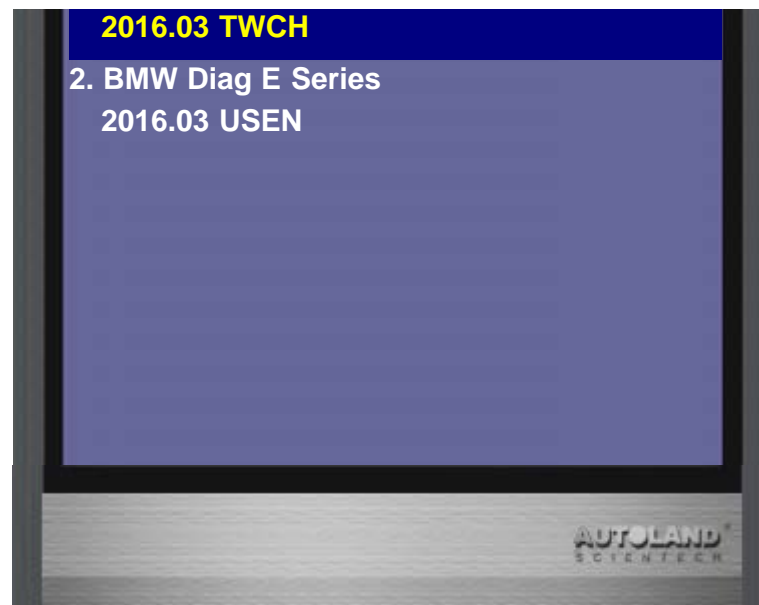 2016.03 TWCH
2. BMW Diag E Series
2016.03 USEN
AUTOLAND
SCIENTECH